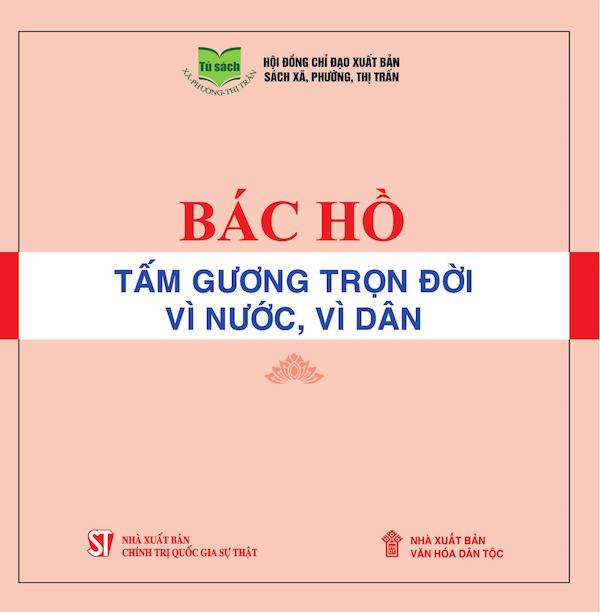 Tủ sách
XÃ-PHƯỜNG-THỊ TRẤN
HỘI ĐỒNG CHỈ ĐẠO XUẤT BẢN
SÁCH XÃ, PHƯỜNG, THỊ TRẤN
BÁC HỒ
TẤM GƯƠNG TRỌN ĐỜI
VÌ NƯỚC, VÌ DÂN
ST
NHÀ XUẤT BẢN
CHÍNH TRỊ QUỐC GIA SỰ THẬT
NHÀ XUẤT BẢN
VĂN HÓA DÂN TỘC